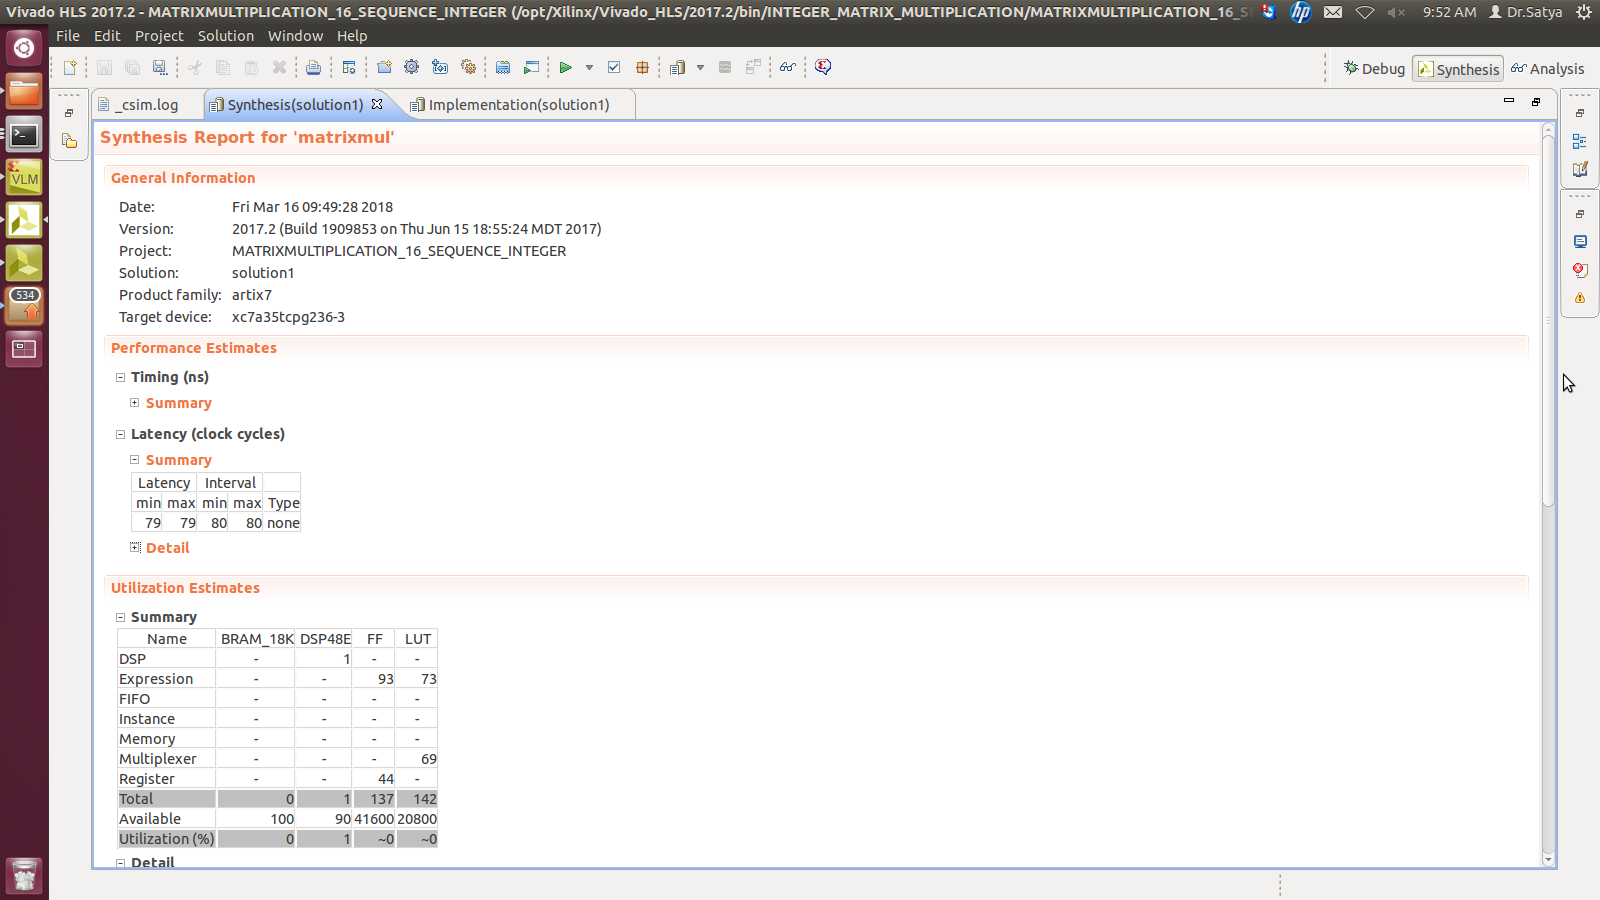 Vivado HLS 2017.2 - MATRIXMULTIPLICATION_16_SEQUENCE_INTEGER (/opt/Xilinx/Vivado_HLS/2017.2/bin/INTEGER_MATRIX_MULTIPLICATION/MATRIXMULTIPLICATION_16_SE 9:52 AM Dr.Satya
File Edit Project Solution Window Help
Debug Synthesis Analysis
_csim.log Synthesis(solution1) Implementation(solution1)
Synthesis Report for 'matrixmul'
General Information
Date: Fri Mar 16 09:49:28 2018
Version: 2017.2 (Build 1909853 on Thu Jun 15 18:55:24 MDT 2017)
Project: MATRIXMULTIPLICATION_16_SEQUENCE_INTEGER
Solution: solution1
Product family: artix7
Target device: xc7a35tcpg236-3
Performance Estimates
Timing (ns)
Summary
Latency (clock cycles)
Summary
Latency Interval
min max min max Type
79 79 80 80 none
Detail
Utilization Estimates
Summary
Name BRAM_18K DSP48E FF LUT
DSP - 1 - -
Expression - - 93 73
FIFO - - - -
Instance - - - -
Memory - - - -
Multiplexer - - - 69
Register - - 44 -
Total 0 1 137 142
Available 100 90 41600 20800
Utilization (%) 0 1 ~0 ~0
Detail
VLM
534
hp